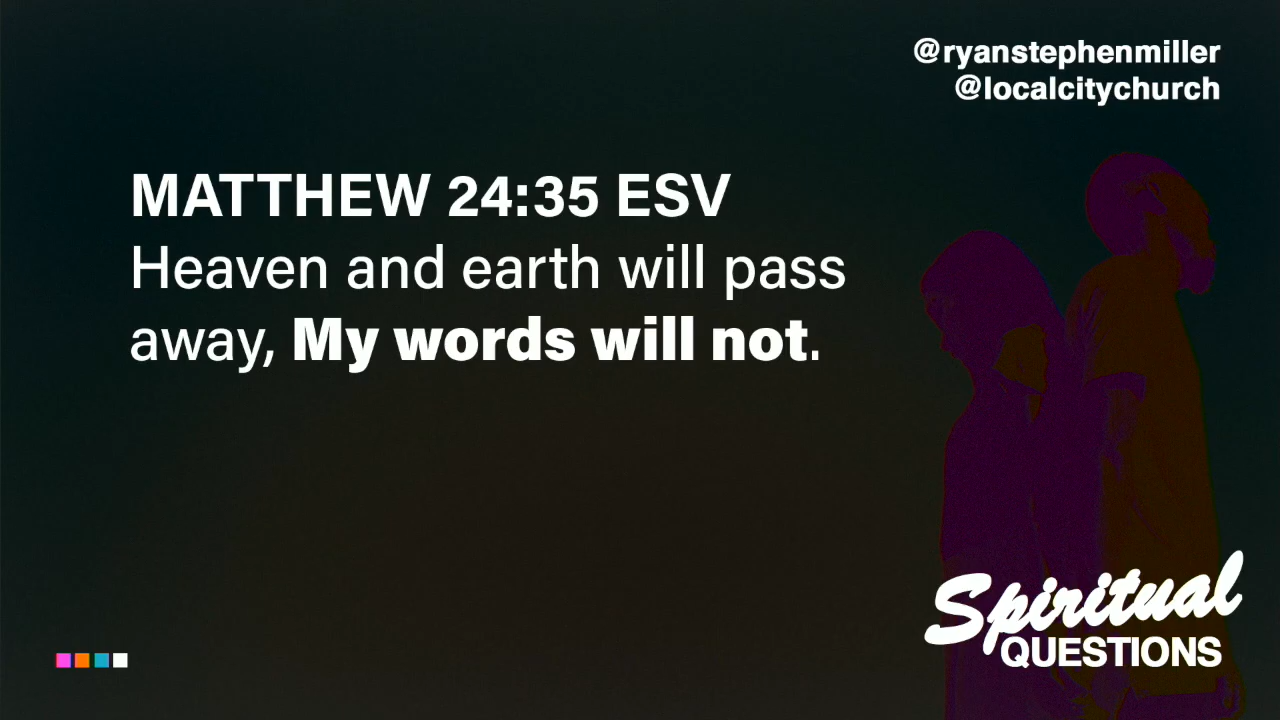 @ryanstephenmiller
@localcitychurch
MATTHEW 24:35 ESV
Heaven and earth will pass
away, My words will not.
Spiritual
QUESTIONS